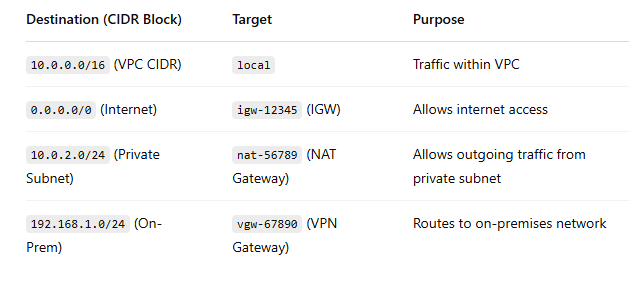 Destination (CIDR Block) Target Purpose
10.0.0.0/16 (VPC CIDR) local Traffic within VPC
0.0.0.0/0 (Internet) igw-12345 (IGW) Allows internet access
10.0.2.0/24 (Private nat-56789 (NAT Allows outgoing traffic from
Subnet) Gateway) private subnet
192.168.1.0/24 (On- vgw-67890 (VPN Routes to on-premises network
Prem) Gateway)